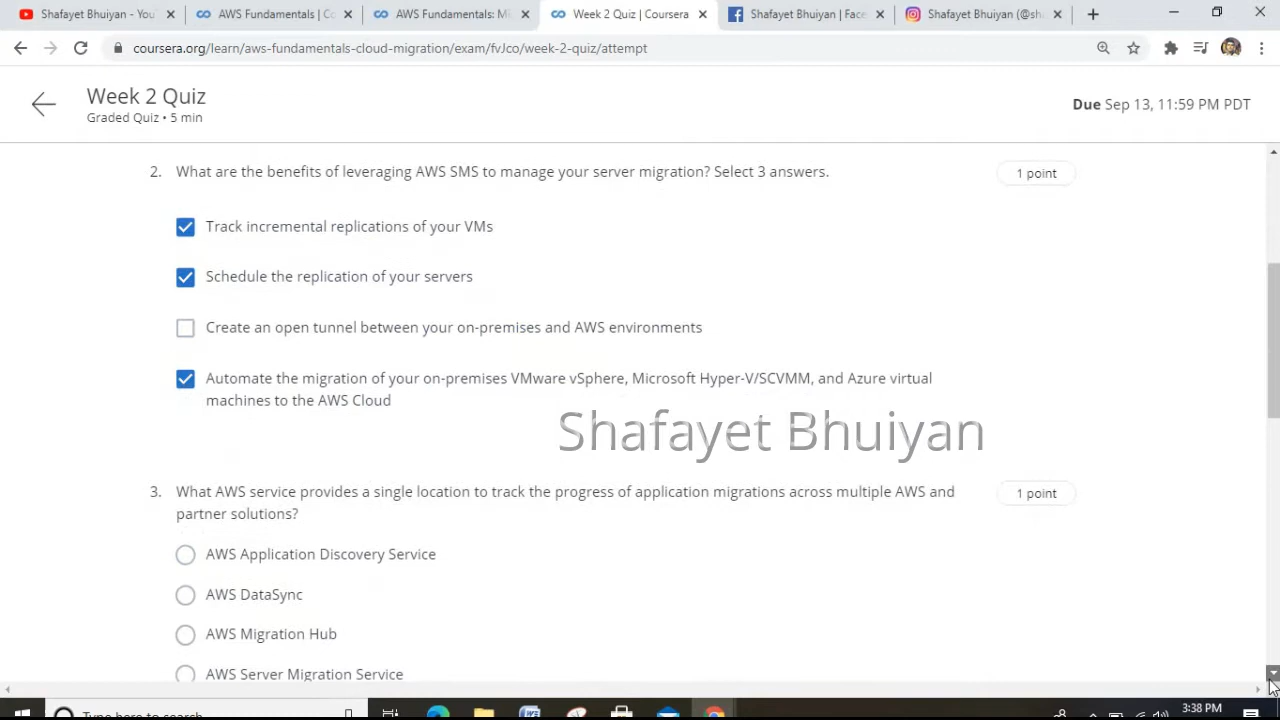 Shafayet Bhuiyan - You
AWS Fundamentals | Co
AWS Fundamentals: Mi
Week 2 Quiz | Coursera
Shafayet Bhuiyan | Face
Shafayet Bhuiyan (@sha
coursera.org/learn/aws-fundamentals-cloud-migration/exam/fvJco/week-2-quiz/attempt
Week 2 Quiz
Graded Quiz • 5 min
Due Sep 13, 11:59 PM PDT
2. What are the benefits of leveraging AWS SMS to manage your server migration? Select 3 answers.
1 point
Track incremental replications of your VMs
Schedule the replication of your servers
Create an open tunnel between your on-premises and AWS environments
Automate the migration of your on-premises VMware vSphere, Microsoft Hyper-V/SCVMM, and Azure virtual
machines to the AWS Cloud
Shafayet Bhuiyan
3. What AWS service provides a single location to track the progress of application migrations across multiple AWS and
partner solutions?
1 point
AWS Application Discovery Service
AWS DataSync
AWS Migration Hub
AWS Server Migration Service
Type here to search
3:38 PM